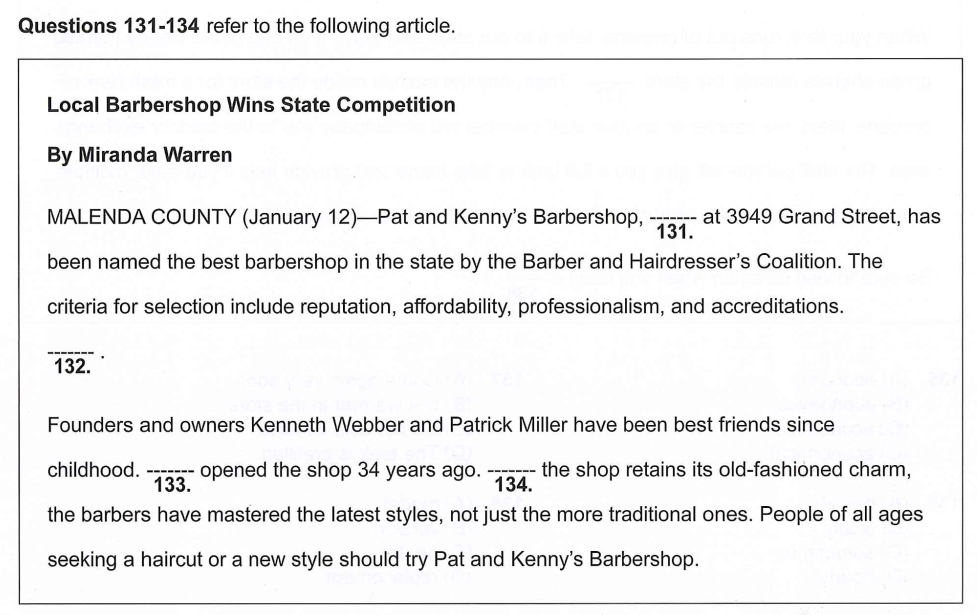 Questions 131-134 refer to the following article.
Local Barbershop Wins State Competition
By Miranda Warren
MALENDA COUNTY (January 12)—Pat and Kenny's Barbershop, ------- at 3949 Grand Street, has
131.
been named the best barbershop in the state by the Barber and Hairdresser's Coalition. The
criteria for selection include reputation, affordability, professionalism, and accreditations.
------- .
132.
Founders and owners Kenneth Webber and Patrick Miller have been best friends since
childhood. ------- opened the shop 34 years ago. ------- the shop retains its old-fashioned charm,
133. 134.
the barbers have mastered the latest styles, not just the more traditional ones. People of all ages
seeking a haircut or a new style should try Pat and Kenny's Barbershop.